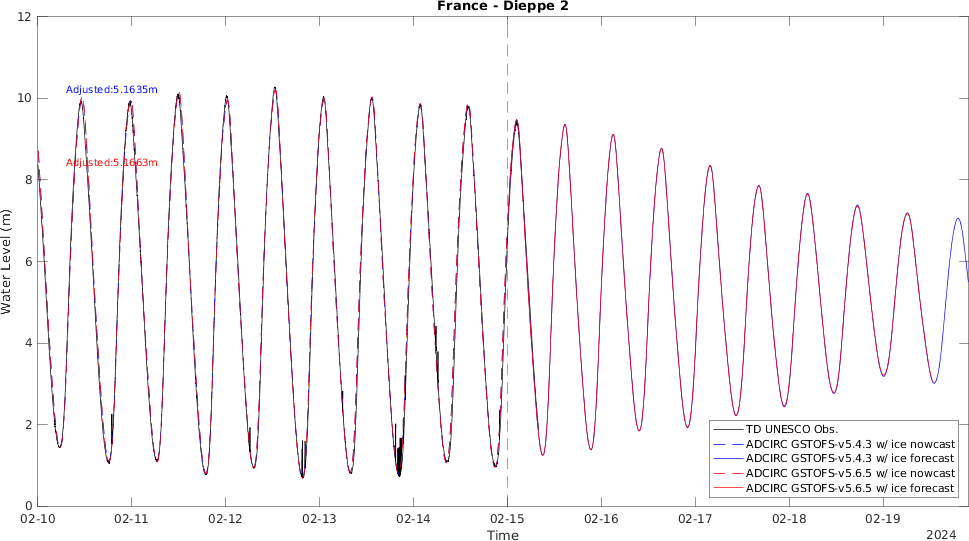 France - Dieppe 2
12
10
8
6
4
2
0
Water Level (m)
Adjusted:5.1635m
Adjusted:5.1663m
TD UNESCO Obs.
ADCIRC GSTOFS-v5.4.3 w/ ice nowcast
ADCIRC GSTOFS-v5.4.3 w/ ice forecast
ADCIRC GSTOFS-v5.6.5 w/ ice nowcast
ADCIRC GSTOFS-v5.6.5 w/ ice forecast
02-10 02-11 02-12 02-13 02-14 02-15 02-16 02-17 02-18 02-19
Time
2024